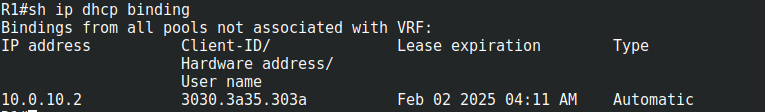 R1#sh ip dhcp binding
Bindings from all pools not associated with VRF:
IP address          Client-ID/              Lease expiration        Type
                    Hardware address/
                    User name
10.0.10.2           3030.3a35.303a          Feb 02 2025 04:11 AM    Automatic